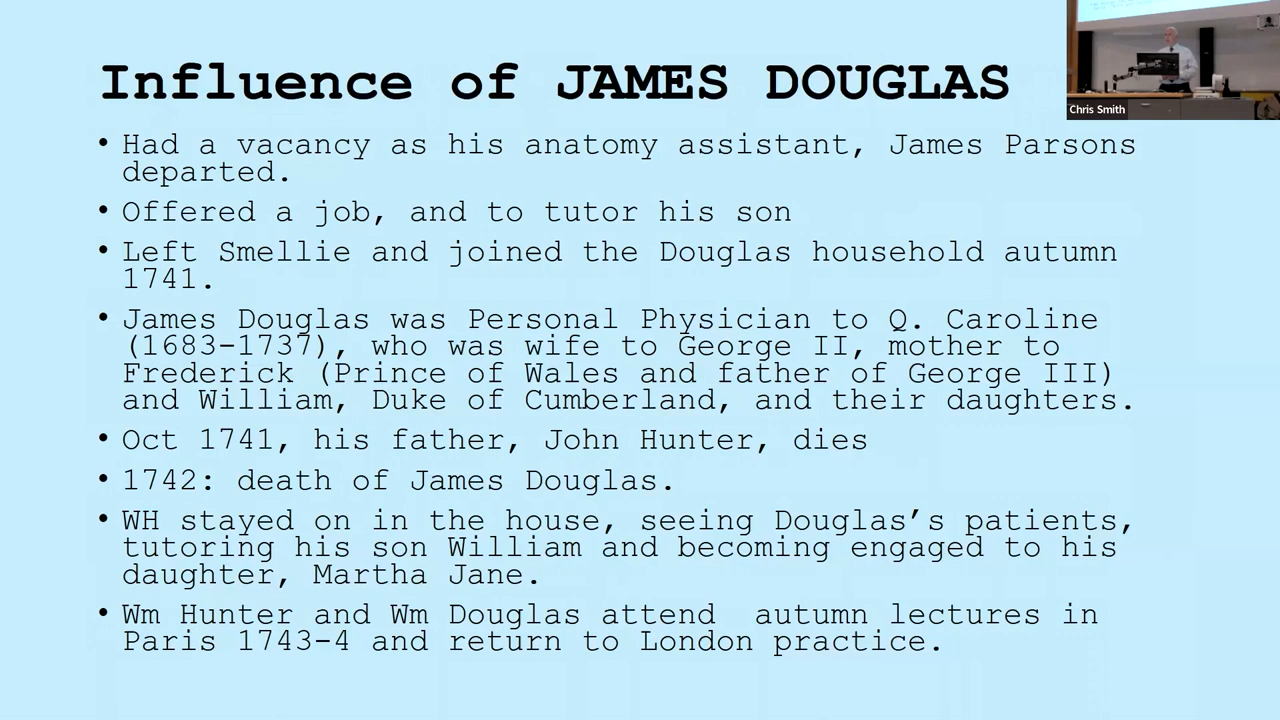 Influence of JAMES DOUGLAS
Chris Smith
• Had a vacancy as his anatomy assistant, James Parsons
departed.
• Offered a job, and to tutor his son
• Left Smellie and joined the Douglas household autumn
1741.
• James Douglas was Personal Physician to Q. Caroline
(1683-1737), who was wife to George II, mother to
Frederick (Prince of Wales and father of George III)
and William, Duke of Cumberland, and their daughters.
• Oct 1741, his father, John Hunter, dies
• 1742: death of James Douglas.
• WH stayed on in the house, seeing Douglas’s patients,
tutoring his son William and becoming engaged to his
daughter, Martha Jane.
• Wm Hunter and Wm Douglas attend  autumn lectures in
Paris 1743-4 and return to London practice.